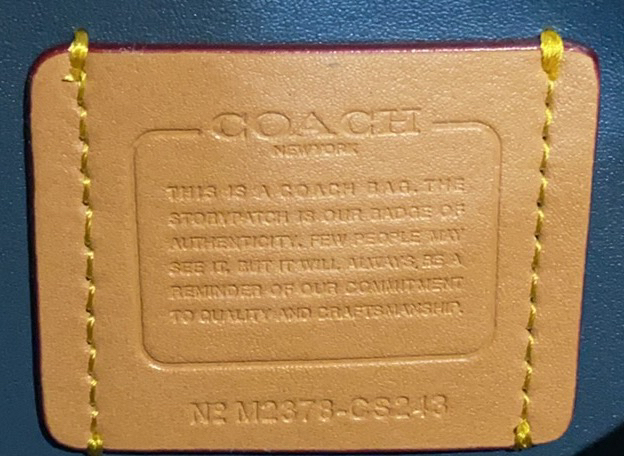 COACH
NEW YORK
THIS IS A COACH BAG. THE
STORYPATCH IS OUR BADGE OF
AUTHENTICITY. FEW PEOPLE MAY
SEE IT, BUT IT WILL ALWAYS, BE A
REMINDER OF OUR COMMITMENT
TO QUALITY AND CRAFTSMANSHIP.
Nº M2378-CS243